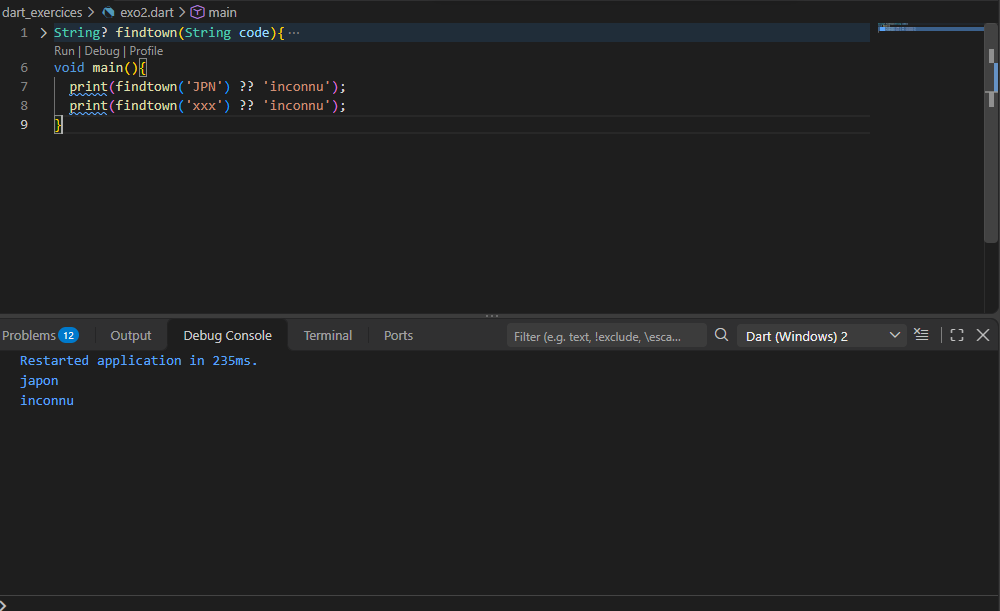 dart_exercices > exo2.dart > main
1 > String? findtown(String code){ ···
Run | Debug | Profile
6 void main(){
7 print(findtown('JPN') ?? 'inconnu');
8 print(findtown('xxx') ?? 'inconnu');
9 }
Problems 12 Output Debug Console Terminal Ports Filter (e.g. text, !exclude, \esca... Dart (Windows) 2
Restarted application in 235ms.
japon
inconnu
>